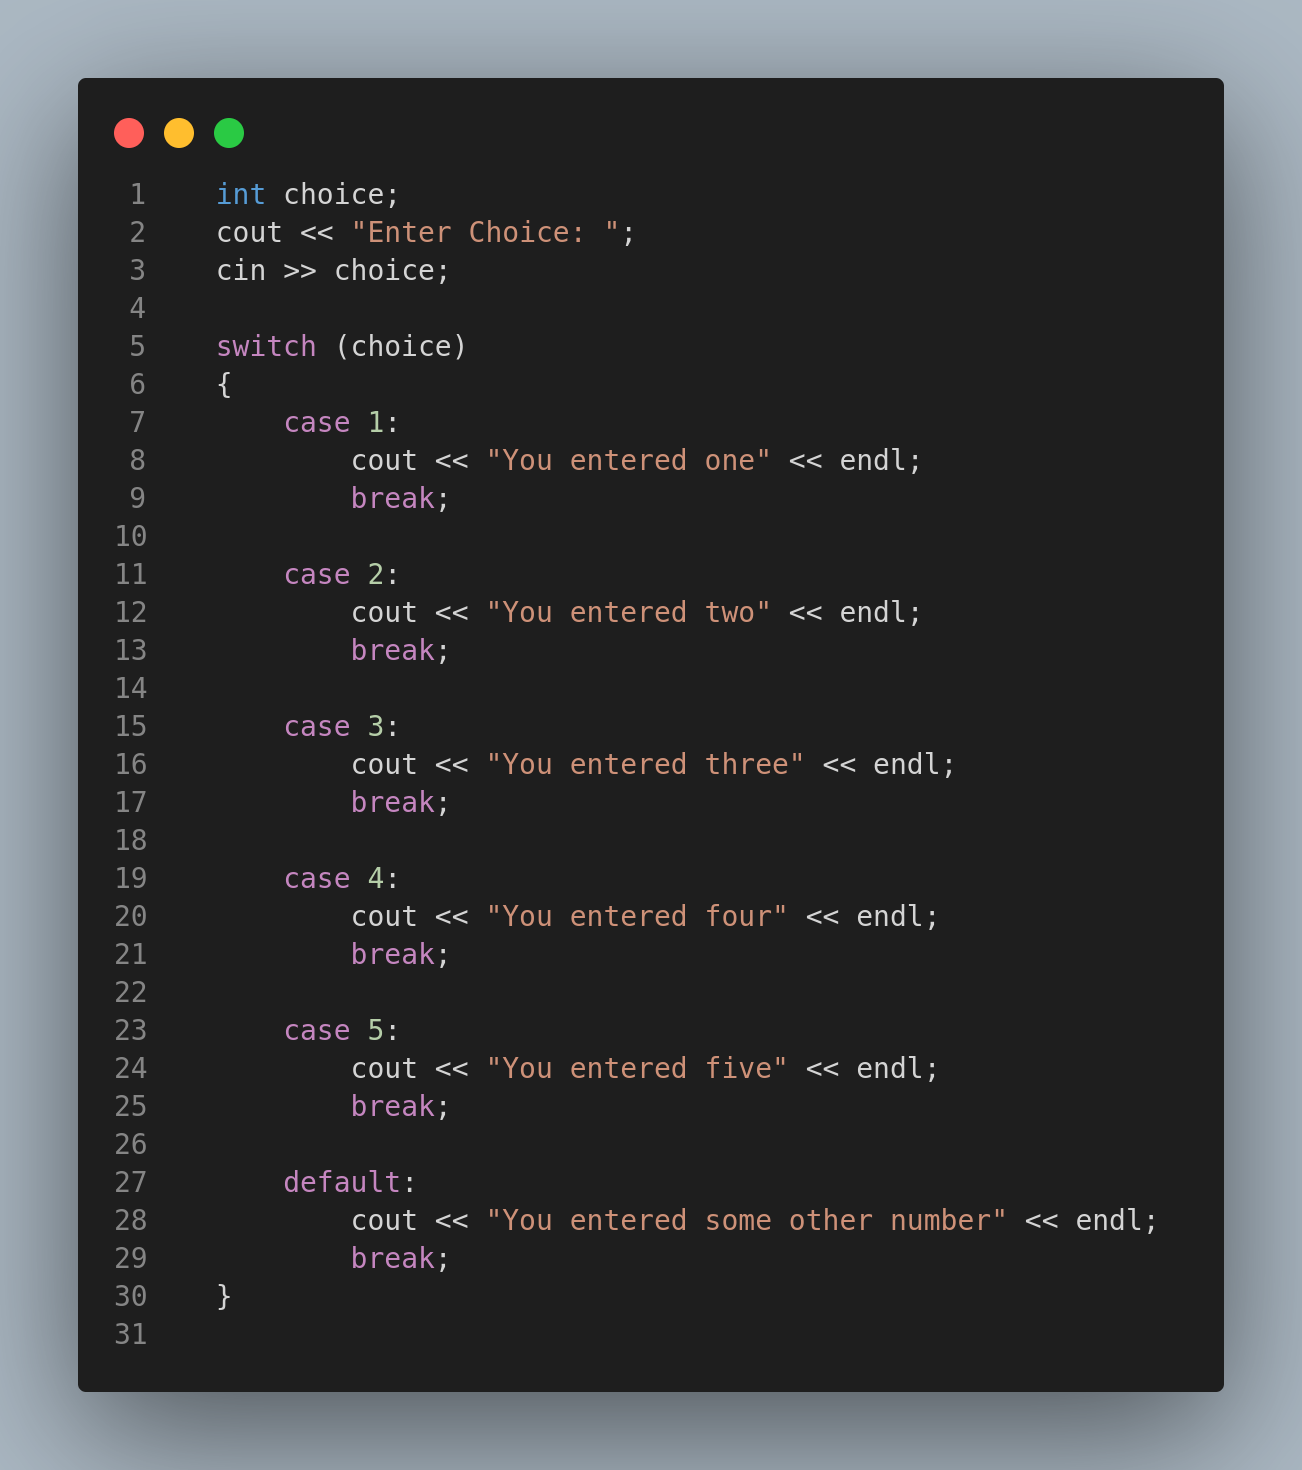 1 int choice;
2 cout << "Enter Choice: ";
3 cin >> choice;
4
5 switch (choice)
6 {
7     case 1:
8         cout << "You entered one" << endl;
9         break;
10
11     case 2:
12         cout << "You entered two" << endl;
13         break;
14
15     case 3:
16         cout << "You entered three" << endl;
17         break;
18
19     case 4:
20         cout << "You entered four" << endl;
21         break;
22
23     case 5:
24         cout << "You entered five" << endl;
25         break;
26
27     default:
28         cout << "You entered some other number" << endl;
29         break;
30 }
31